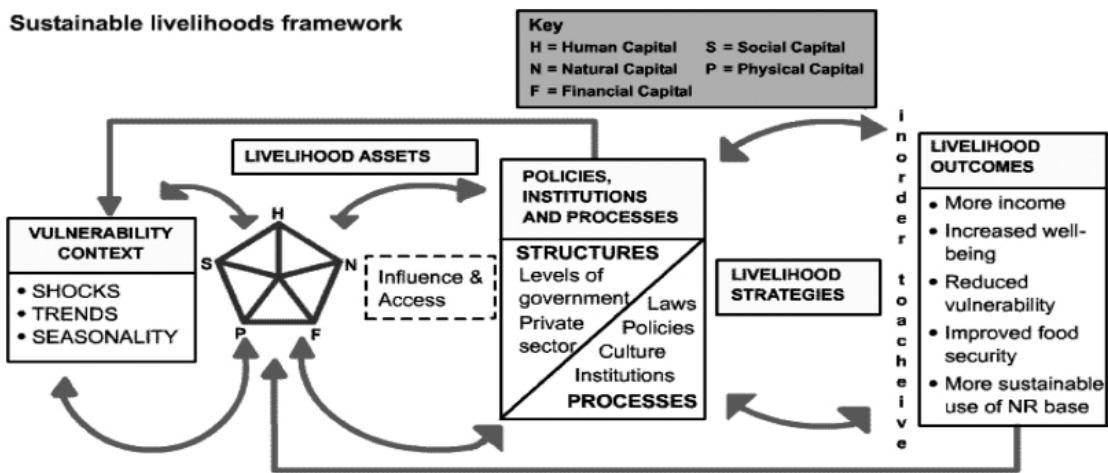 Sustainable livelihoods framework
Key
H = Human Capital S = Social Capital
N = Natural Capital P = Physical Capital
F = Financial Capital
LIVELIHOOD ASSETS
VULNERABILITY
CONTEXT
• SHOCKS
• TRENDS
• SEASONALITY
H
S
N
P
F
Influence &
Access
POLICIES,
INSTITUTIONS
AND PROCESSES
STRUCTURES
Levels of
government
Private
sector
Laws
Policies
Culture
Institutions
PROCESSES
LIVELIHOOD
STRATEGIES
inorder toacheive
LIVELIHOOD
OUTCOMES
• More income
• Increased well-
being
• Reduced
vulnerability
• Improved food
security
• More sustainable
use of NR base